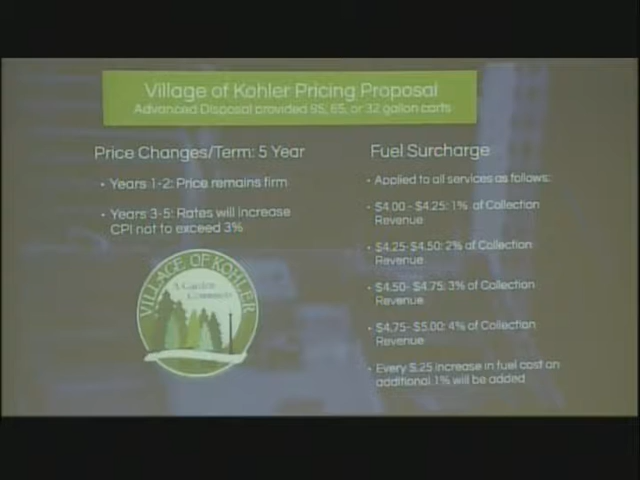 Village of Kohler Pricing Proposal
Advanced Disposal provided 95, 65, or 32 gallon carts
Price Changes/Term: 5 Year
• Years 1-2: Price remains firm
• Years 3-5: Rates will increase
CPI not to exceed 3%
VILLAGE OF KOHLER
A Garden
Community
Fuel Surcharge
• Applied to all services as follows:
• $4.00 - $4.25: 1% of Collection
Revenue
• $4.25-$4.50: 2% of Collection
Revenue
• $4.50- $4.75: 3% of Collection
Revenue
• $4.75- $5.00: 4% of Collection
Revenue
• Every $.25 increase in fuel cost an
additional 1% will be added